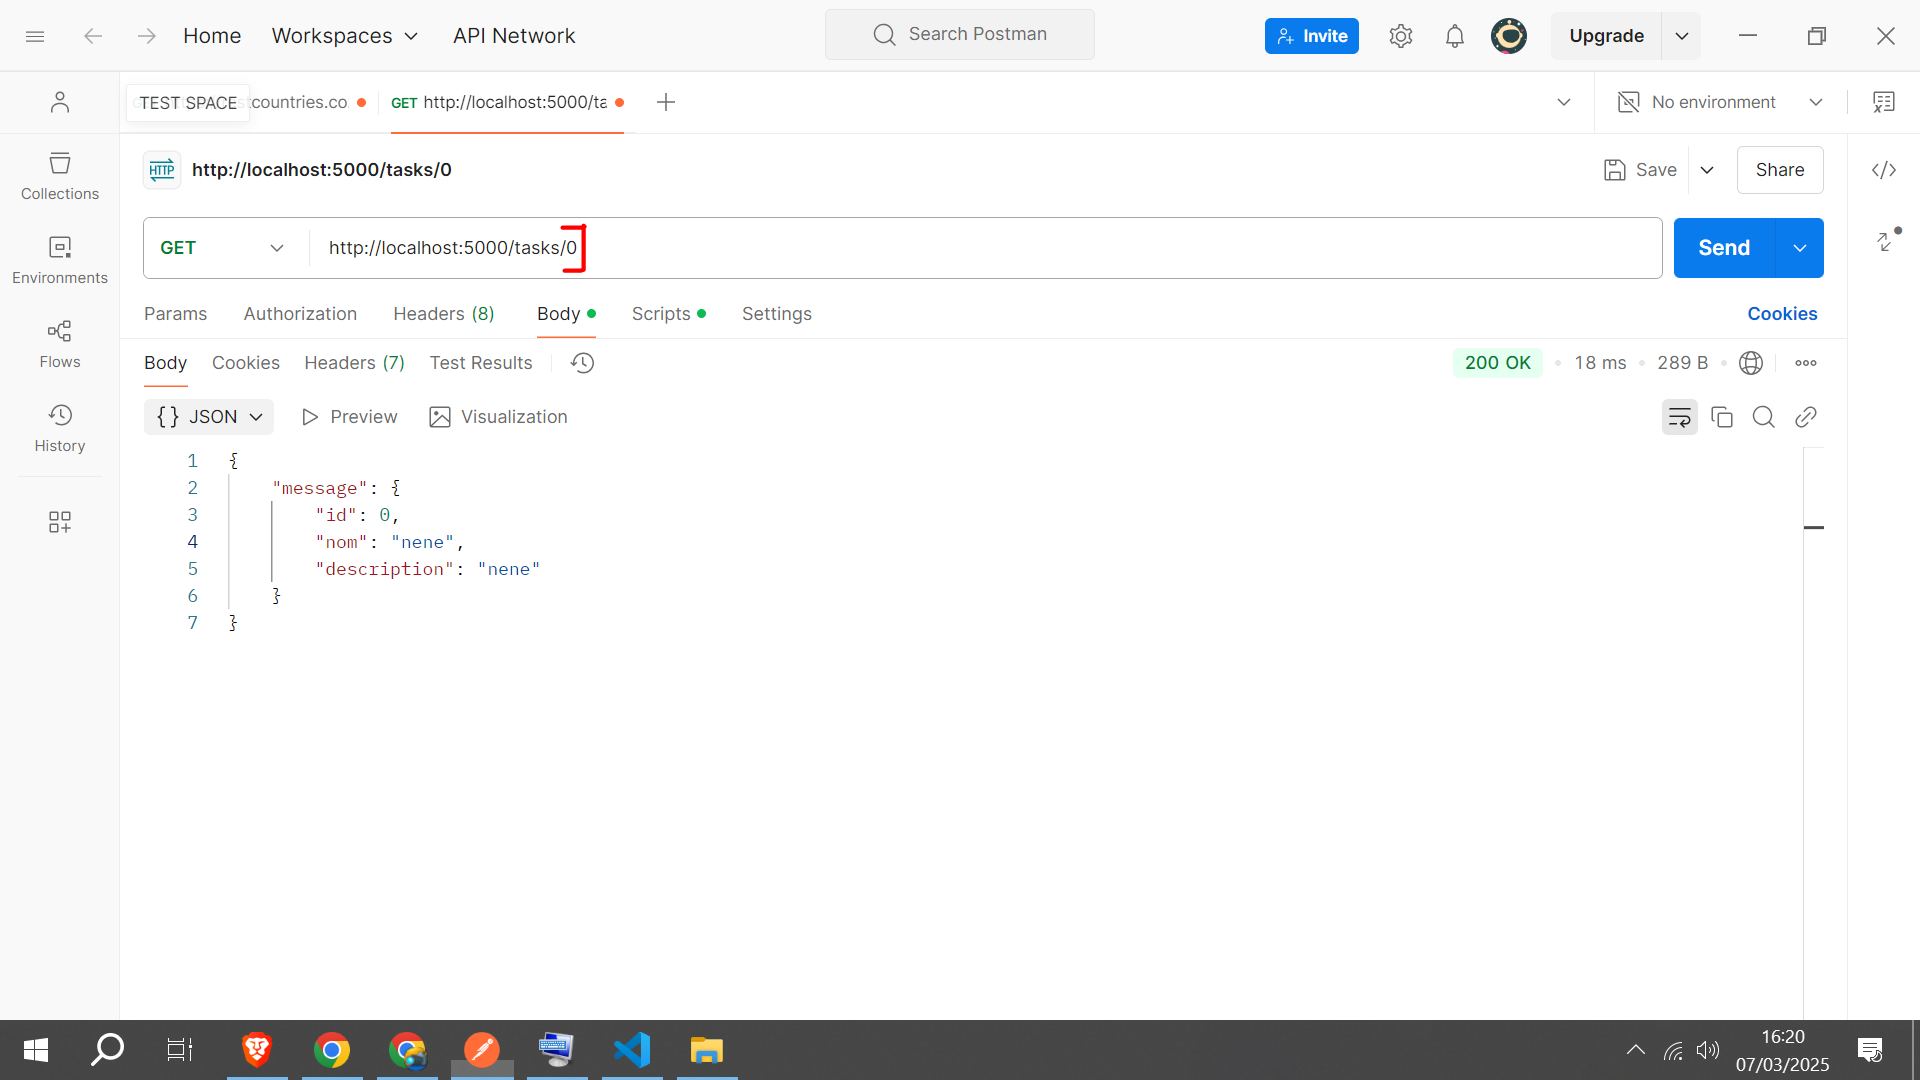 Home
Workspaces
API Network
Search Postman
Invite
Upgrade
TEST SPACE
stcountries.co
GET http://localhost:5000/ta
No environment
HTTP
http://localhost:5000/tasks/0
Save
Share
Collections
Environments
Flows
History
GET
http://localhost:5000/tasks/0
Send
Params
Authorization
Headers (8)
Body
Scripts
Settings
Cookies
Body
Cookies
Headers (7)
Test Results
200 OK
18 ms
289 B
{} JSON
Preview
Visualization
1 {
2 "message": {
3 "id": 0,
4 "nom": "nene",
5 "description": "nene"
6 }
7 }
16:20
07/03/2025